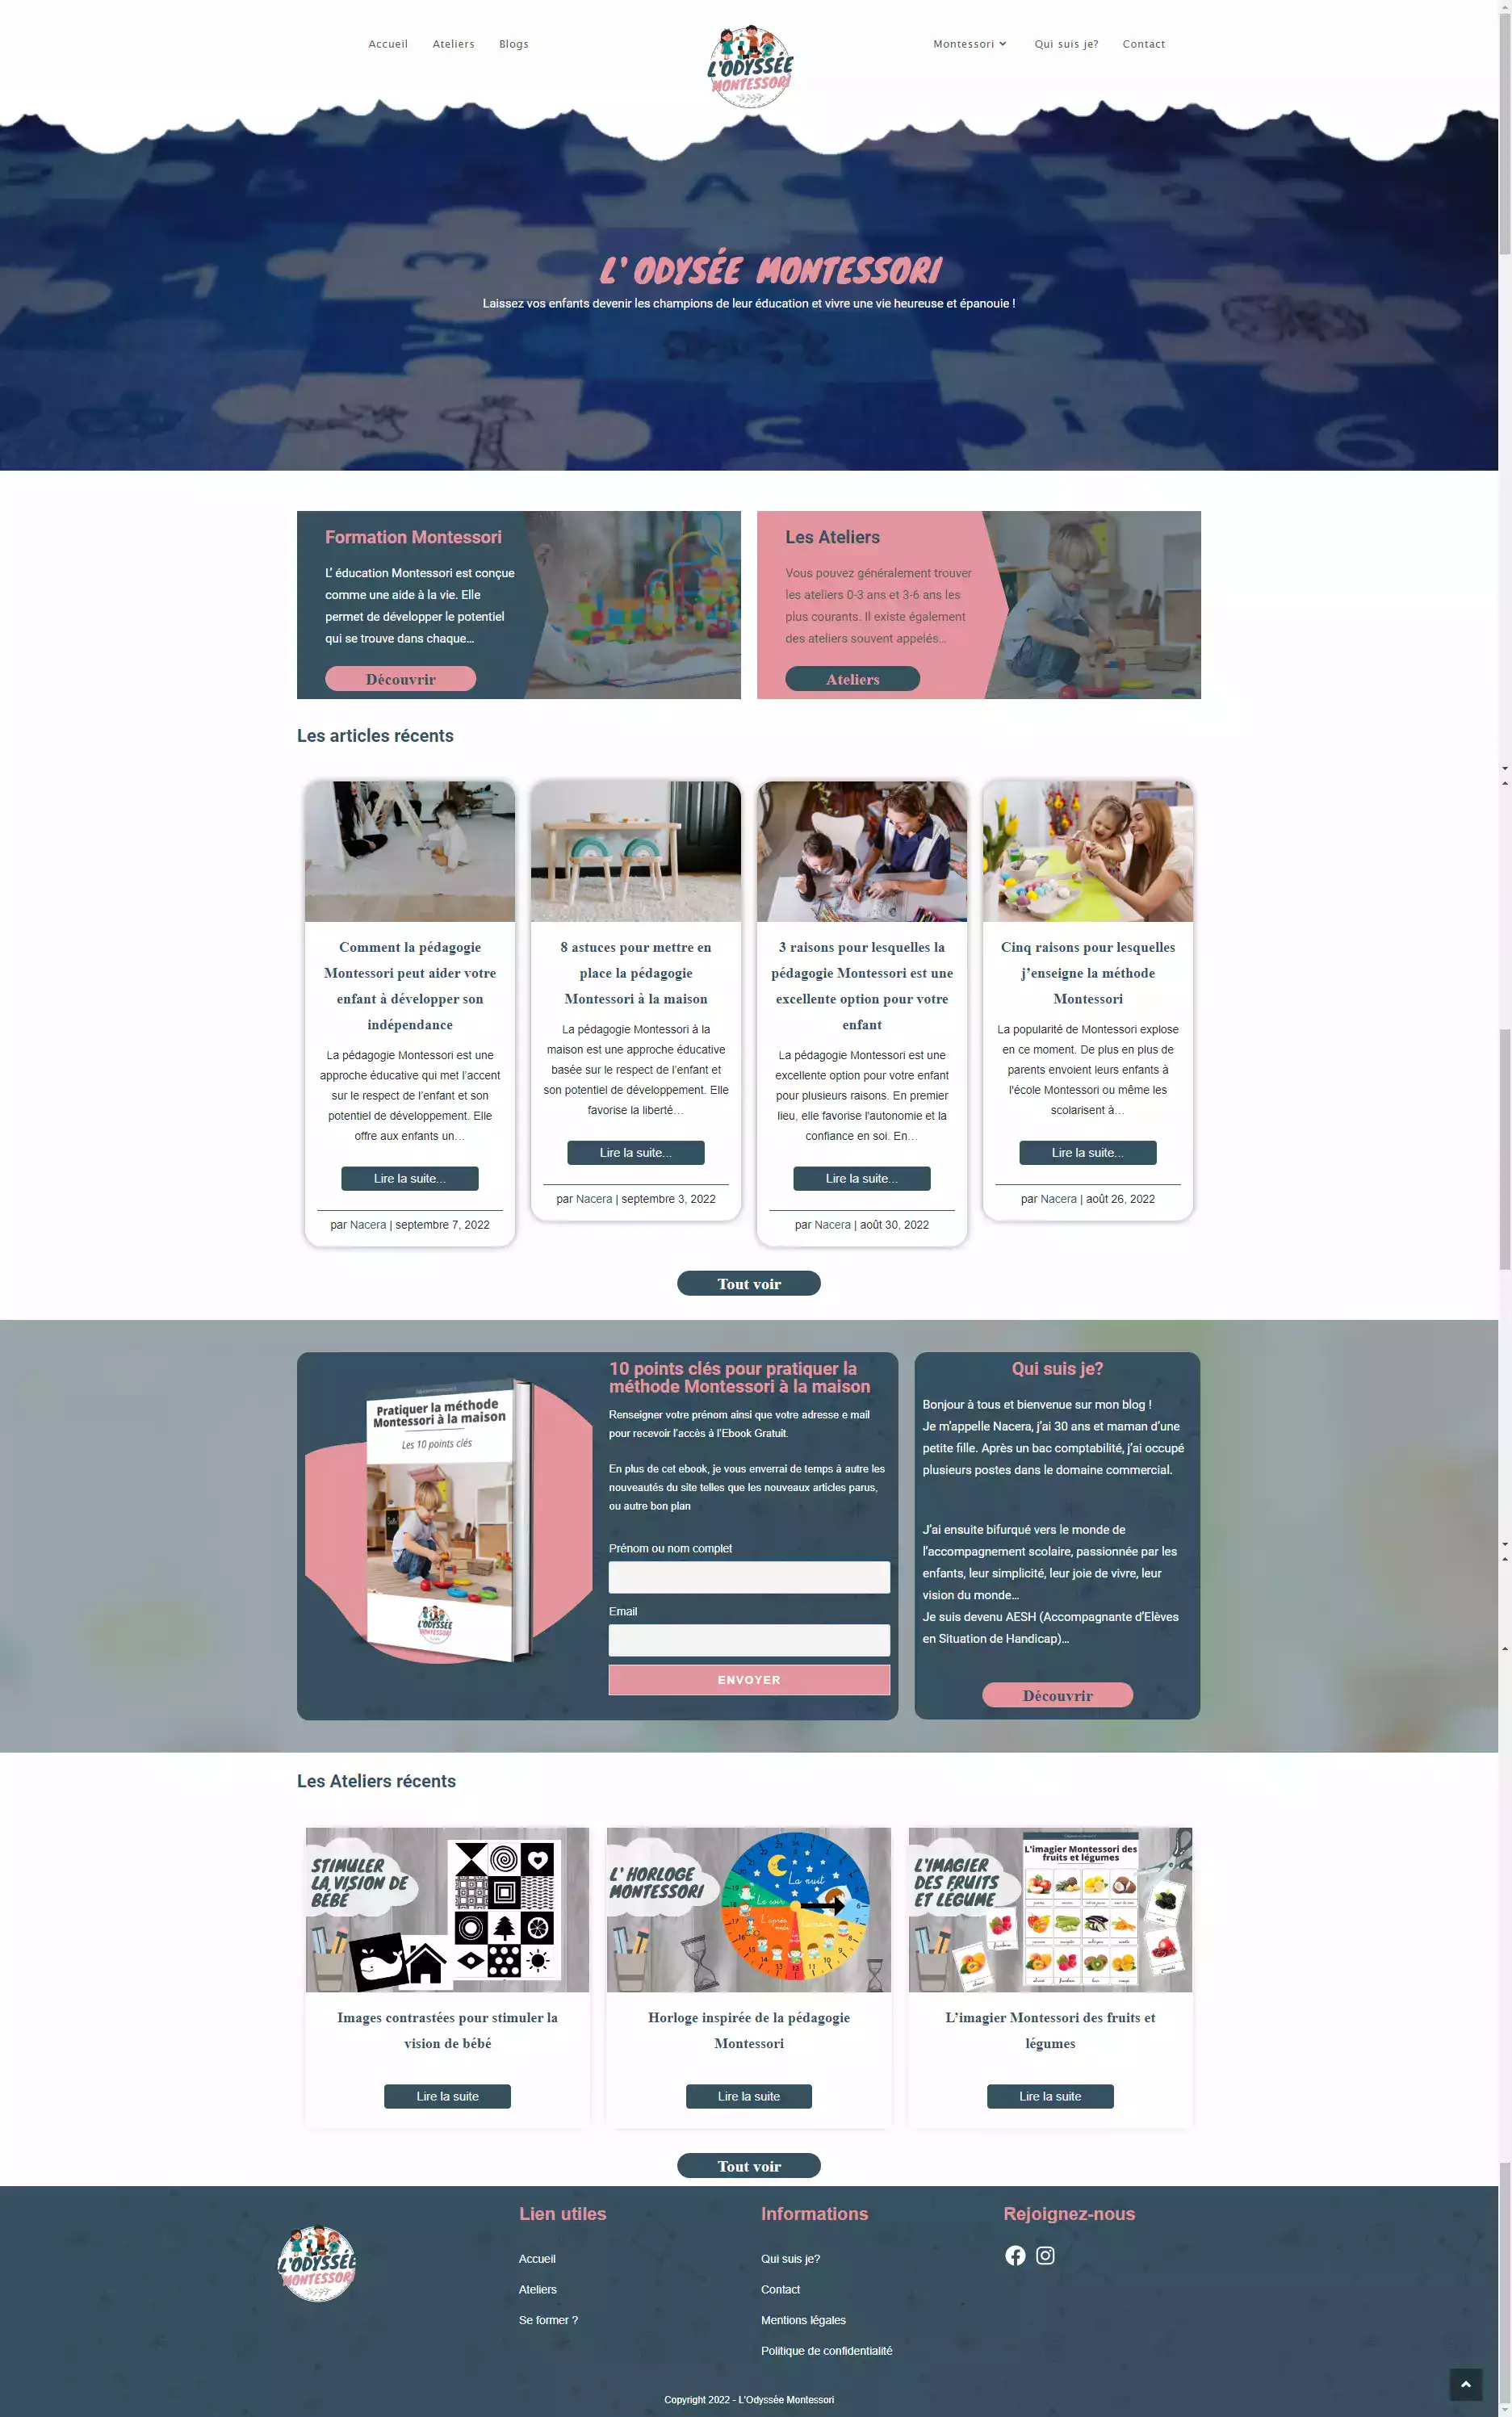 Accueil
Ateliers
Blogs
L'ODYSSÉE
MONTESSORI
Montessori
Qui suis je?
Contact
L' ODYSÉE MONTESSORI
Laissez vos enfants devenir les champions de leur éducation et vivre une vie heureuse et épanouie !
Formation Montessori
L’ éducation Montessori est conçue
comme une aide à la vie. Elle
permet de développer le potentiel
qui se trouve dans chaque…
Découvrir
Les Ateliers
Vous pouvez généralement trouver
les ateliers 0-3 ans et 3-6 ans les
plus courants. Il existe également
des ateliers souvent appelés…
Ateliers
Les articles récents
Comment la pédagogie
Montessori peut aider votre
enfant à développer son
indépendance
La pédagogie Montessori est une
approche éducative qui met l’accent
sur le respect de l’enfant et son
potentiel de développement. Elle
offre aux enfants un…
Lire la suite...
par Nacera | septembre 7, 2022
8 astuces pour mettre en
place la pédagogie
Montessori à la maison
La pédagogie Montessori à la
maison est une approche éducative
basée sur le respect de l’enfant et
son potentiel de développement. Elle
favorise la liberté…
Lire la suite...
par Nacera | septembre 3, 2022
3 raisons pour lesquelles la
pédagogie Montessori est une
excellente option pour votre
enfant
La pédagogie Montessori est une
excellente option pour votre enfant
pour plusieurs raisons. En premier
lieu, elle favorise l'autonomie et la
confiance en soi. En…
Lire la suite...
par Nacera | août 30, 2022
Cinq raisons pour lesquelles
j’enseigne la méthode
Montessori
La popularité de Montessori explose
en ce moment. De plus en plus de
parents envoient leurs enfants à
l'école Montessori ou même les
scolarisent à…
Lire la suite...
par Nacera | août 26, 2022
Tout voir
Pratiquer la méthode
Montessori à la maison
Les 10 points clés
L'ODYSSÉE
MONTESSORI
10 points clés pour pratiquer la
méthode Montessori à la maison
Renseigner votre prénom ainsi que votre adresse e mail
pour recevoir l’accès à l’Ebook Gratuit.
En plus de cet ebook, je vous enverrai de temps à autre les
nouveautés du site telles que les nouveaux articles parus,
ou autre bon plan
Prénom ou nom complet
Email
ENVOYER
Qui suis je?
Bonjour à tous et bienvenue sur mon blog !
Je m’appelle Nacera, j’ai 30 ans et maman d’une
petite fille. Après un bac comptabilité, j’ai occupé
plusieurs postes dans le domaine commercial.
J’ai ensuite bifurqué vers le monde de
l’accompagnement scolaire, passionnée par les
enfants, leur simplicité, leur joie de vivre, leur
vision du monde…
Je suis devenu AESH (Accompagnante d’Elèves
en Situation de Handicap)…
Découvrir
Les Ateliers récents
STIMULER
LA VISION DE
BÉBÉ
Images contrastées pour stimuler la
vision de bébé
Lire la suite
L' HORLOGE
MONTESSORI
La nuit
Le soir
L'après
midi
Horloge inspirée de la pédagogie
Montessori
Lire la suite
L'IMAGIER
DES FRUITS
ET LÉGUME
L'imagier Montessori des
fruits et légumes
L’imagier Montessori des fruits et
légumes
Lire la suite
Tout voir
L'ODYSSÉE
MONTESSORI
Lien utiles
Accueil
Ateliers
Se former ?
Informations
Qui suis je?
Contact
Mentions légales
Politique de confidentialité
Rejoignez-nous
Copyright 2022 - L'Odyssée Montessori